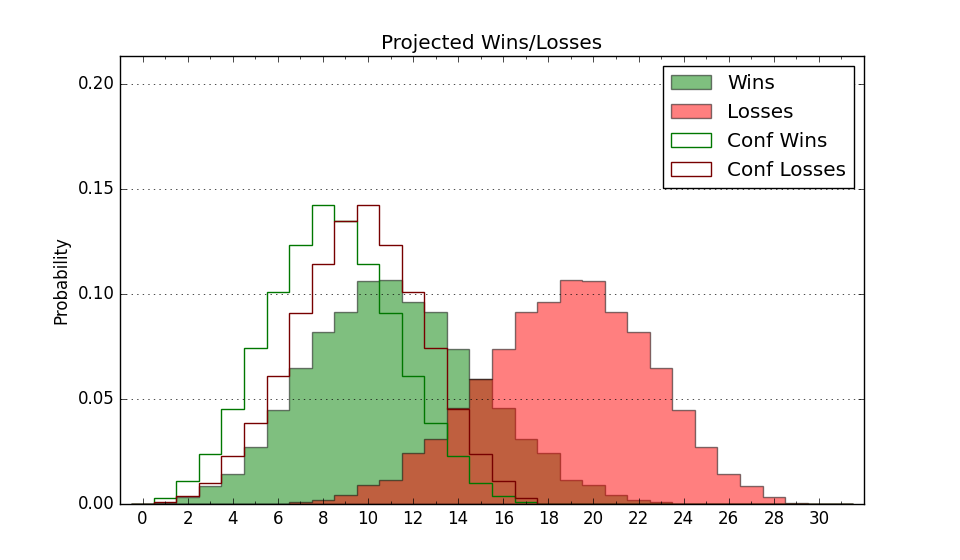 Projected Wins/Losses
Wins
Losses
Conf Wins
Conf Losses
Probability
0.20
0.15
0.10
0.05
0.00
0 2 4 6 8 10 12 14 16 18 20 22 24 26 28 30